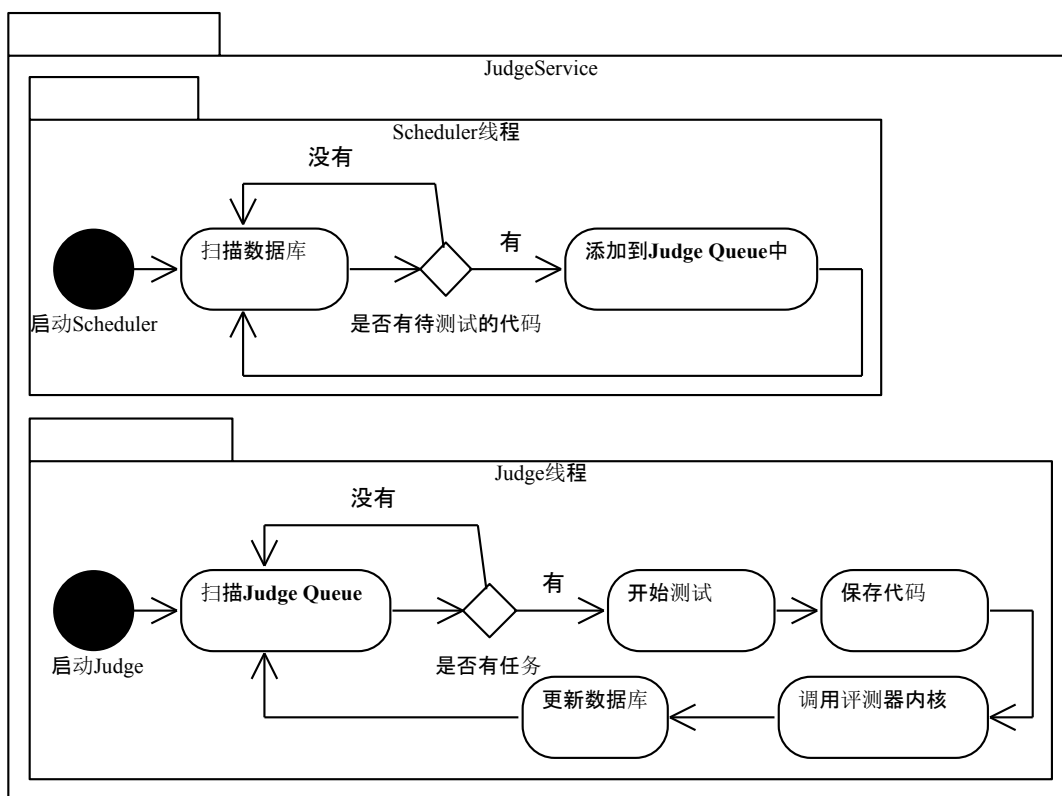 JudgeService
Scheduler线程
没有
扫描数据库
有
添加到Judge Queue中
启动Scheduler
是否有待测试的代码
Judge线程
没有
扫描Judge Queue
有
开始测试
保存代码
启动Judge
是否有任务
更新数据库
调用评测器内核